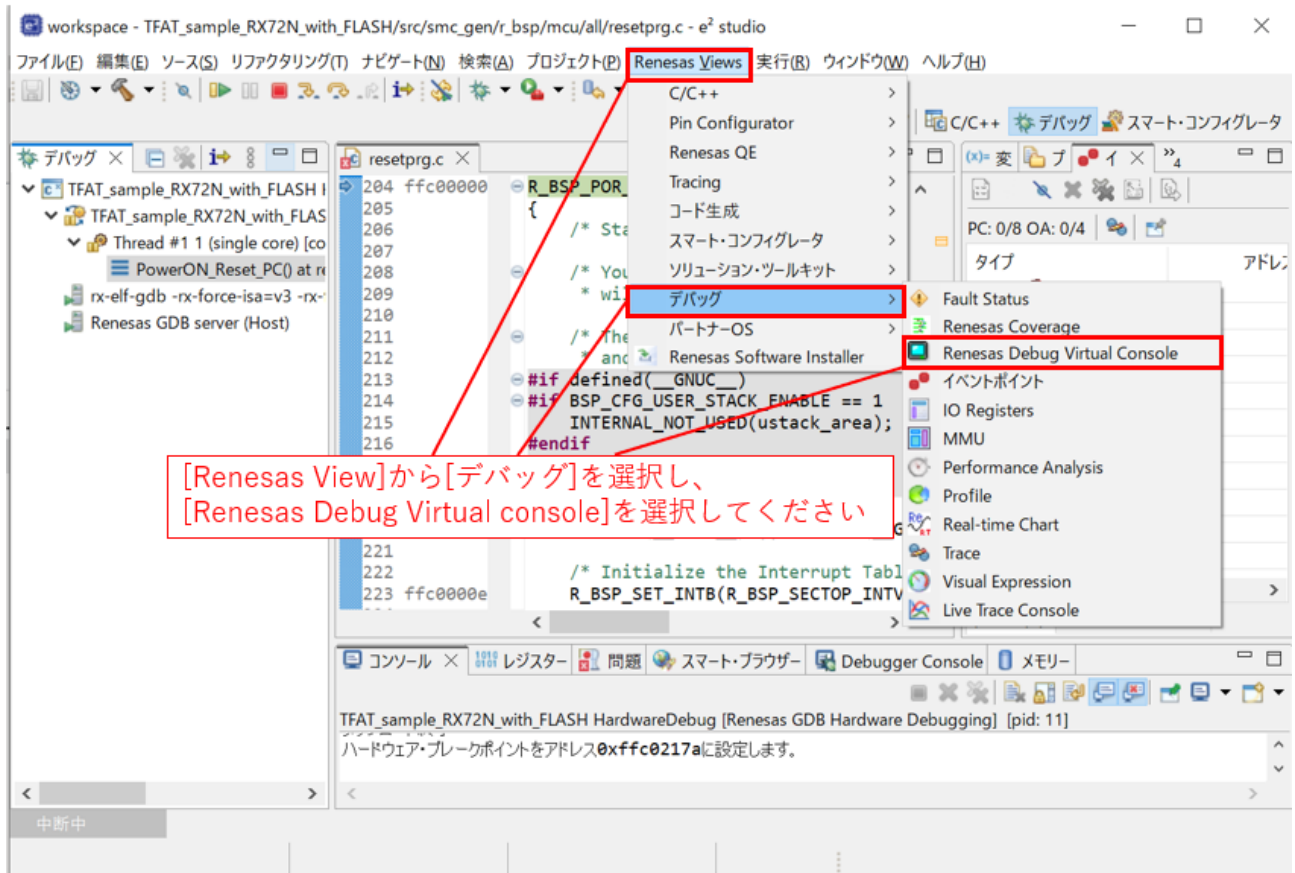 workspace - TFAT_sample_RX72N_with_FLASH/src/smc_gen/r_bsp/mcu/all/resetprg.c - e² studio
ファイル(F) 編集(E) ソース(S) リファクタリング(T) ナビゲート(N) 検索(A) プロジェクト(P) Renesas Views 実行(R) ウィンドウ(W) ヘルプ(H)
C/C++ デバッグ スマート・コンフィグレータ
デバッグ
TFAT_sample_RX72N_with_FLASH
TFAT_sample_RX72N_with_FLAS
Thread #1 1 (single core) [co
PowerON_Reset_PC() at re
rx-elf-gdb -rx-force-isa=v3 -rx-
Renesas GDB server (Host)
resetprg.c
204 ffc00000 R_BSP_POR_
205 {
206 /* Sta
207
208 /* You
209 * wi
210
211 /* The
212 * and
213 #if defined(__GNUC__)
214 #if BSP_CFG_USER_STACK_ENABLE == 1
215 INTERNAL_NOT_USED(ustack_area);
216 #endif
221
222 /* Initialize the Interrupt Tabl
223 ffc0000e R_BSP_SET_INTB(R_BSP_SECTOP_INTV
C/C++
Pin Configurator
Renesas QE
Tracing
コード生成
スマート・コンフィグレータ
ソリューション・ツールキット
デバッグ
パートナーOS
Renesas Software Installer
Fault Status
Renesas Coverage
Renesas Debug Virtual Console
イベントポイント
IO Registers
MMU
Performance Analysis
Profile
Real-time Chart
Trace
Visual Expression
Live Trace Console
(x)= 変 プ イ 4
PC: 0/8 OA: 0/4
タイプ アドレ
[Renesas View]から[デバッグ]を選択し、
[Renesas Debug Virtual console]を選択してください
コンソール レジスター 問題 スマート・ブラウザー Debugger Console メモリー
TFAT_sample_RX72N_with_FLASH HardwareDebug [Renesas GDB Hardware Debugging] [pid: 11]
ハードウェア・ブレークポイントをアドレス0xffc0217aに設定します。
中断中